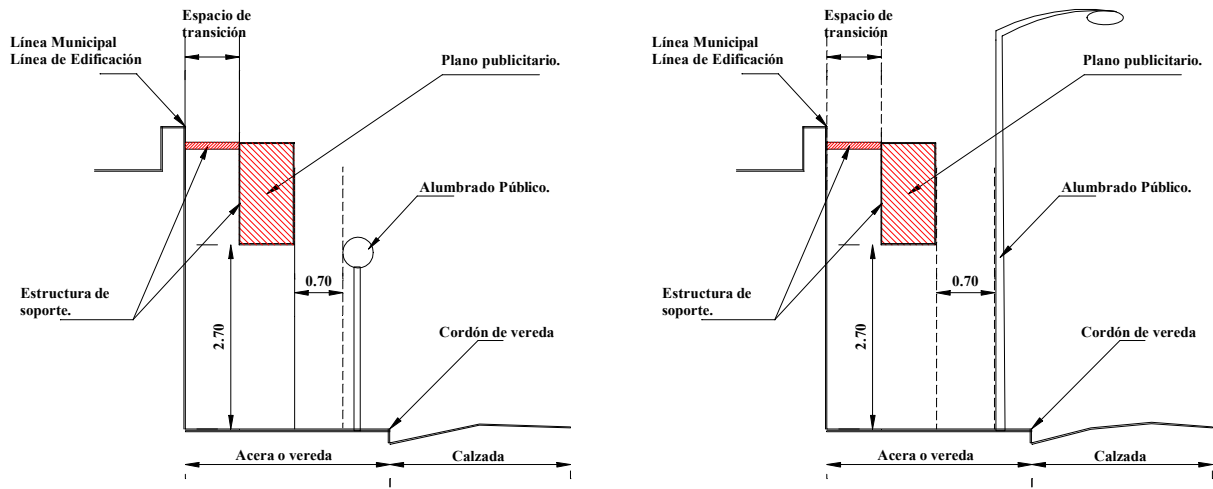 Espacio de
transición
Línea Municipal
Línea de Edificación
Plano publicitario.
Alumbrado Público.
0.70
Estructura de
soporte.
2.70
Cordón de vereda
Acera o vereda
Calzada
Espacio de
transición
Línea Municipal
Línea de Edificación
Plano publicitario.
Alumbrado Público.
0.70
Estructura de
soporte.
2.70
Cordón de vereda
Acera o vereda
Calzada